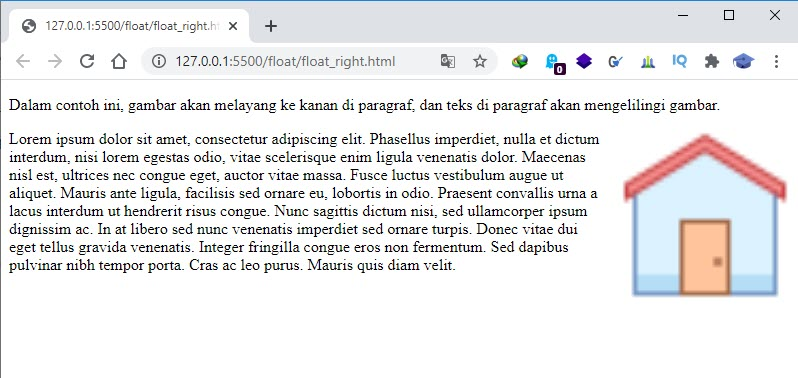 127.0.0.1:5500/float/float_right.h
127.0.0.1:5500/float/float_right.html
0
IQ
Dalam contoh ini, gambar akan melayang ke kanan di paragraf, dan teks di paragraf akan mengelilingi gambar.
Lorem ipsum dolor sit amet, consectetur adipiscing elit. Phasellus imperdiet, nulla et dictum
interdum, nisi lorem egestas odio, vitae scelerisque enim ligula venenatis dolor. Maecenas
nisl est, ultrices nec congue eget, auctor vitae massa. Fusce luctus vestibulum augue ut
aliquet. Mauris ante ligula, facilisis sed ornare eu, lobortis in odio. Praesent convallis urna a
lacus interdum ut hendrerit risus congue. Nunc sagittis dictum nisi, sed ullamcorper ipsum
dignissim ac. In at libero sed nunc venenatis imperdiet sed ornare turpis. Donec vitae dui
eget tellus gravida venenatis. Integer fringilla congue eros non fermentum. Sed dapibus
pulvinar nibh tempor porta. Cras ac leo purus. Mauris quis diam velit.